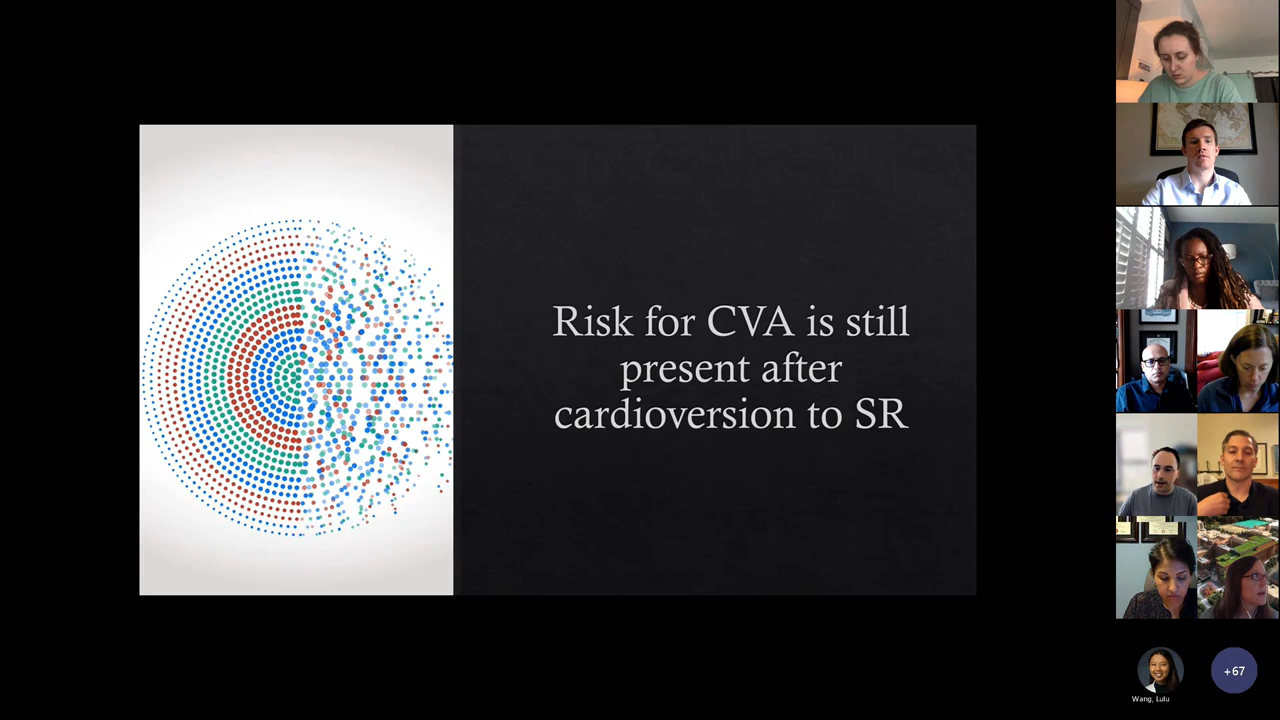 Risk for CVA is still
present after
cardioversion to SR
Wang, Lulu
+67